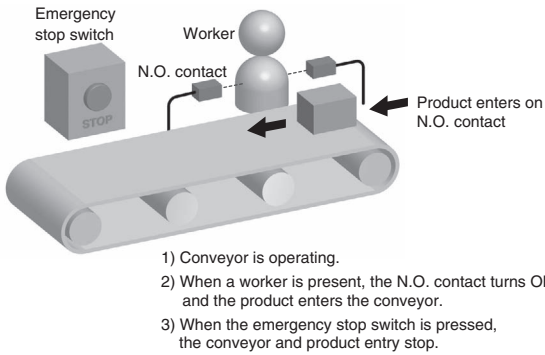 Emergency
stop switch
Worker
N.O. contact
STOP
Product enters on
N.O. contact
1) Conveyor is operating.
2) When a worker is present, the N.O. contact turns
and the product enters the conveyor.
3) When the emergency stop switch is pressed,
the conveyor and product entry stop.